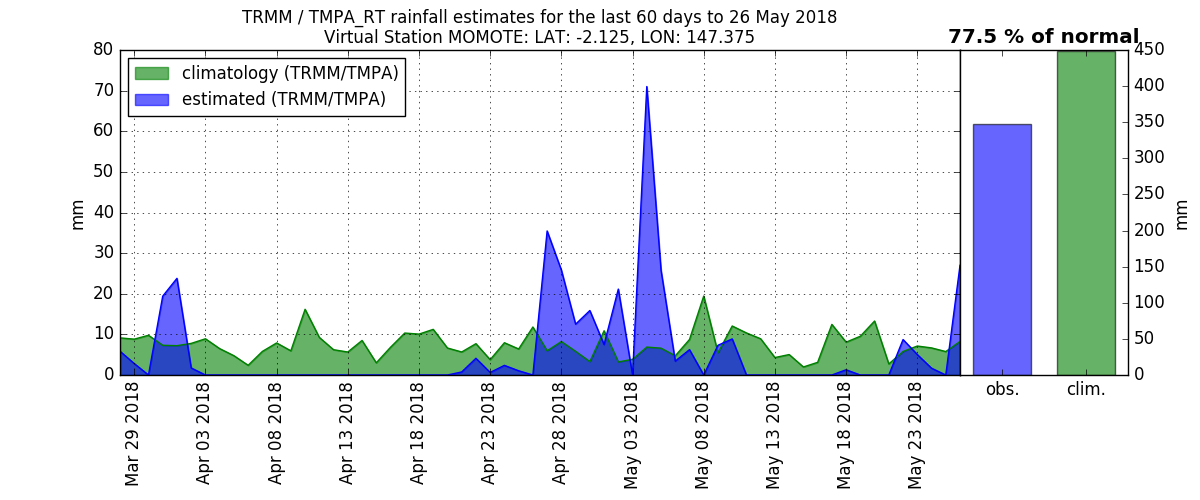 TRMM / TMPA_RT rainfall estimates for the last 60 days to 26 May 2018
Virtual Station MOMOTE: LAT: -2.125, LON: 147.375
77.5 % of normal
climatology (TRMM/TMPA)
estimated (TRMM/TMPA)
mm
80
70
60
50
40
30
20
10
0
Mar 29 2018
Apr 03 2018
Apr 08 2018
Apr 13 2018
Apr 18 2018
Apr 23 2018
Apr 28 2018
May 03 2018
May 08 2018
May 13 2018
May 18 2018
May 23 2018
obs.
clim.
450
400
350
300
250
200
150
100
50
0
mm